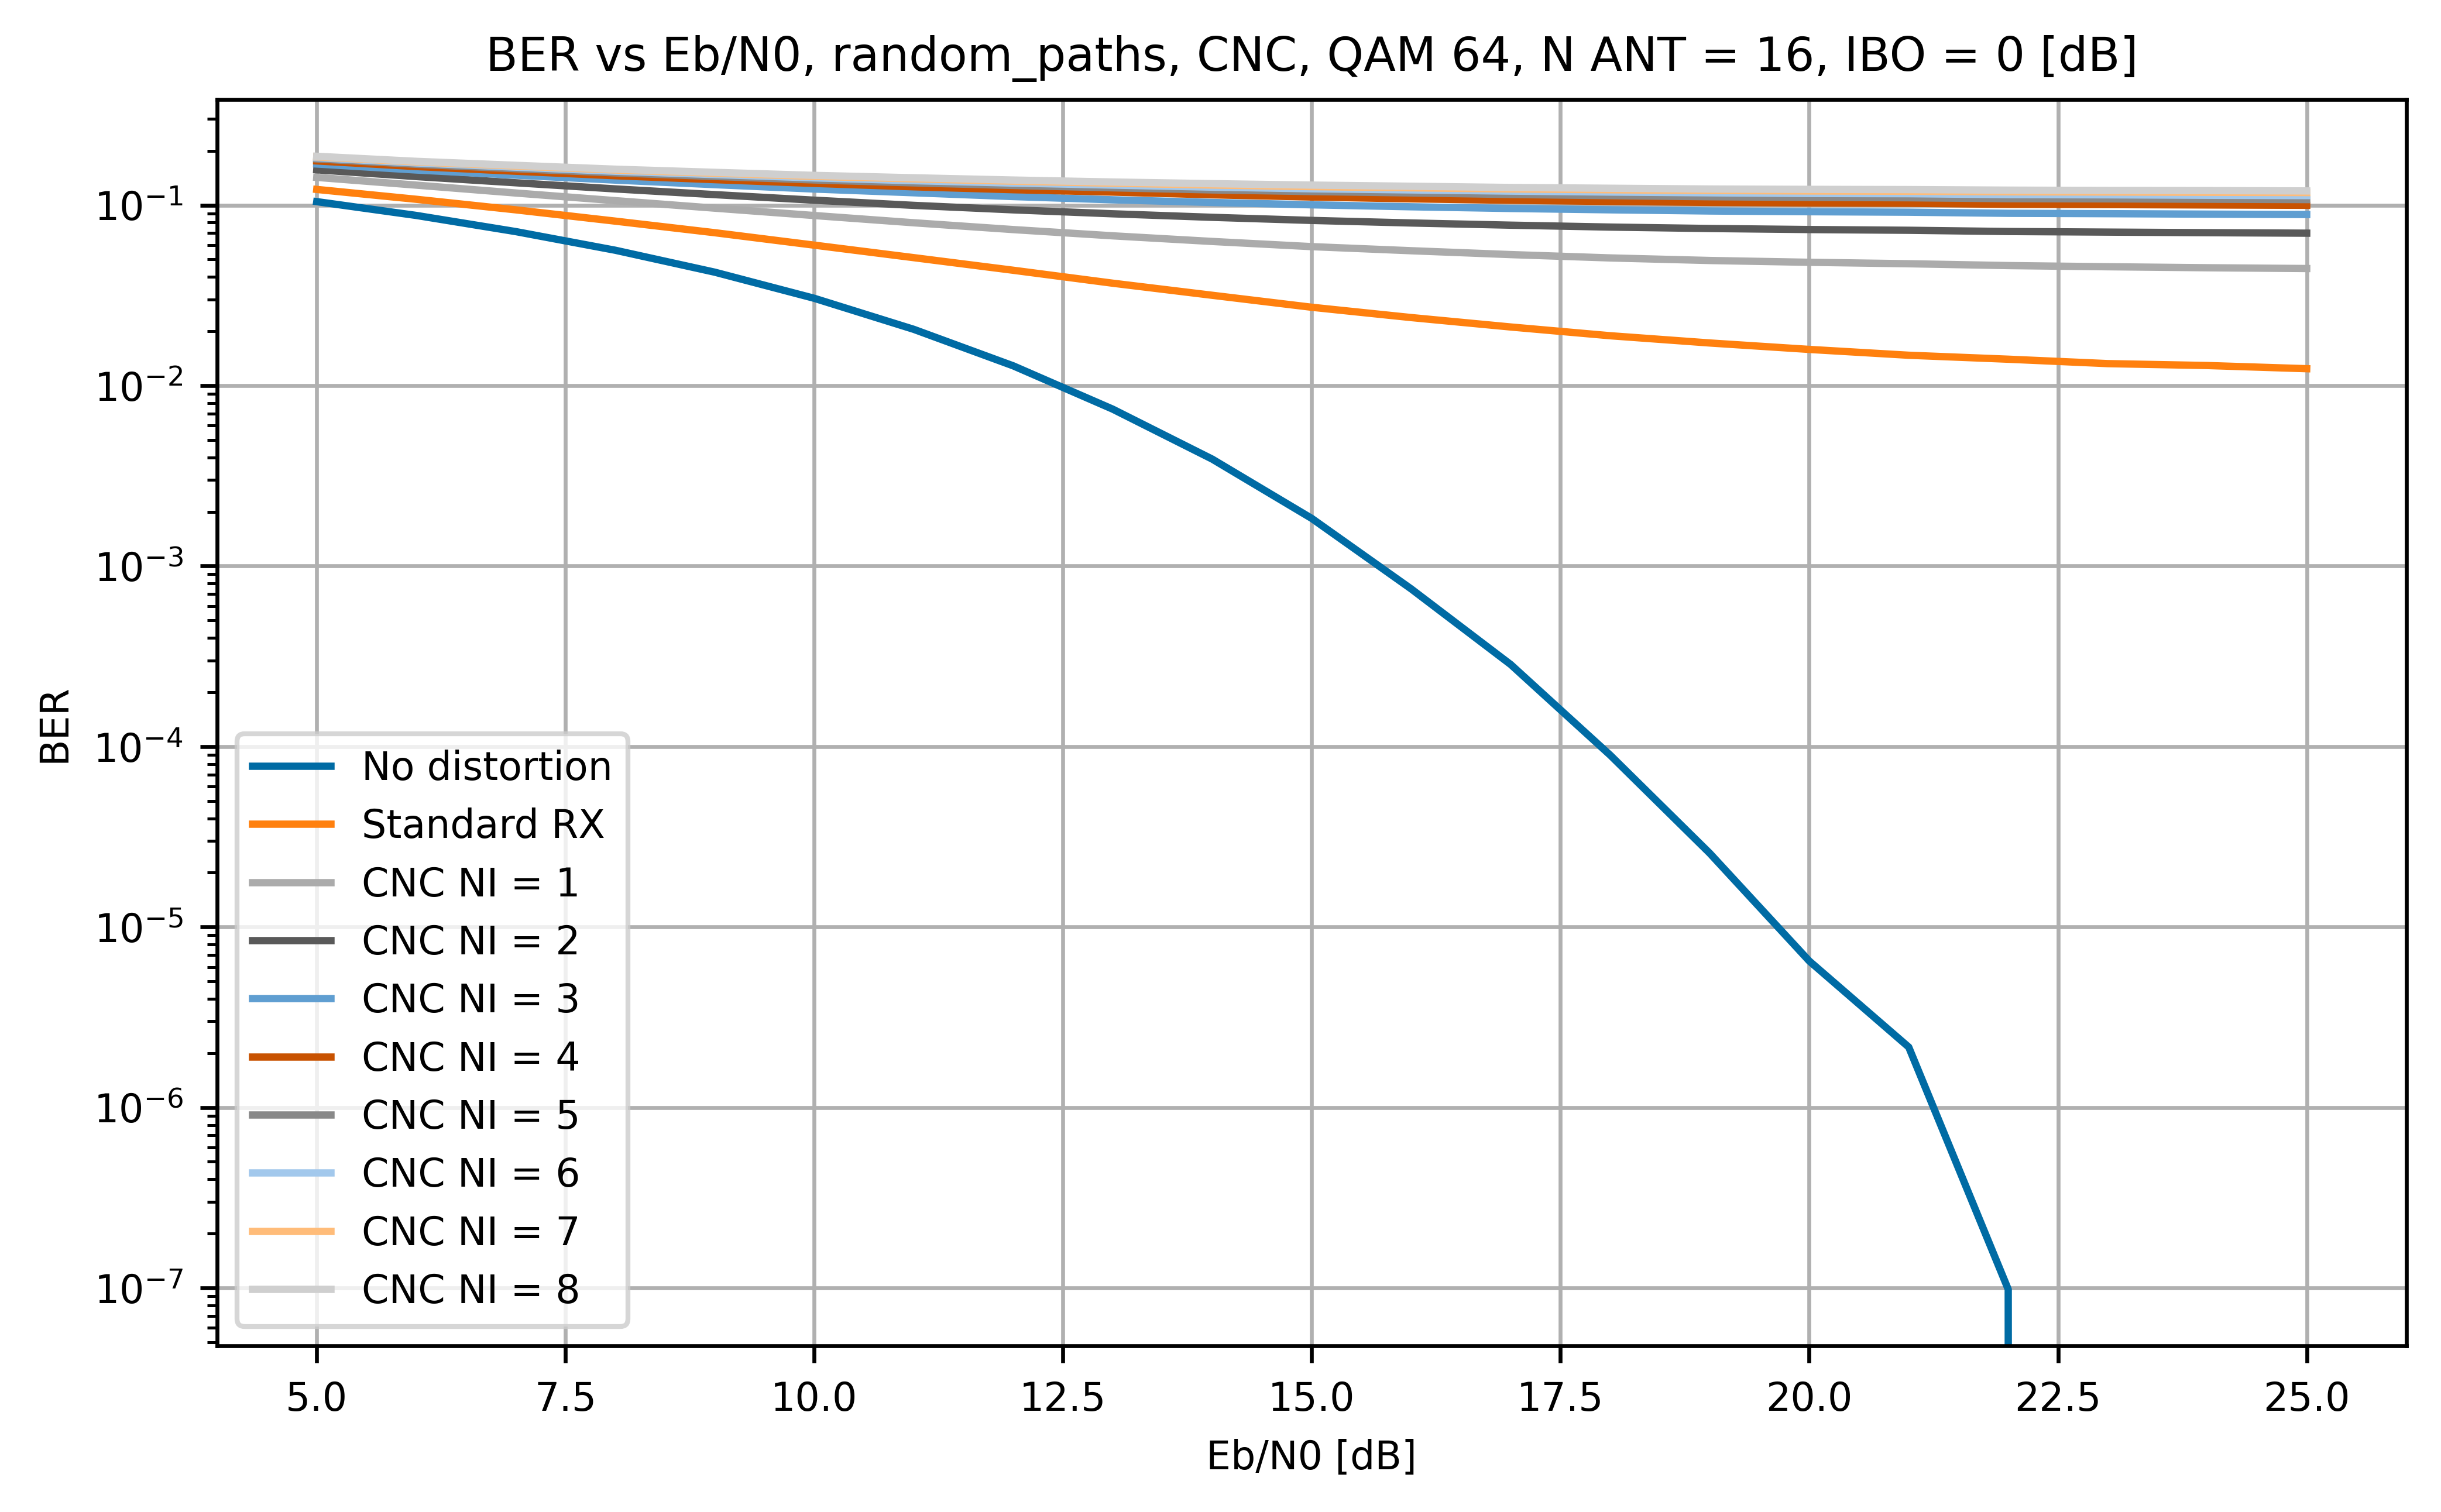 BER vs Eb/N0, random_paths, CNC, QAM 64, N ANT = 16, IBO = 0 [dB]
BER
10⁻¹
10⁻²
10⁻³
10⁻⁴
10⁻⁵
10⁻⁶
10⁻⁷
No distortion
Standard RX
CNC NI = 1
CNC NI = 2
CNC NI = 3
CNC NI = 4
CNC NI = 5
CNC NI = 6
CNC NI = 7
CNC NI = 8
5.0 7.5 10.0 12.5 15.0 17.5 20.0 22.5 25.0
Eb/N0 [dB]